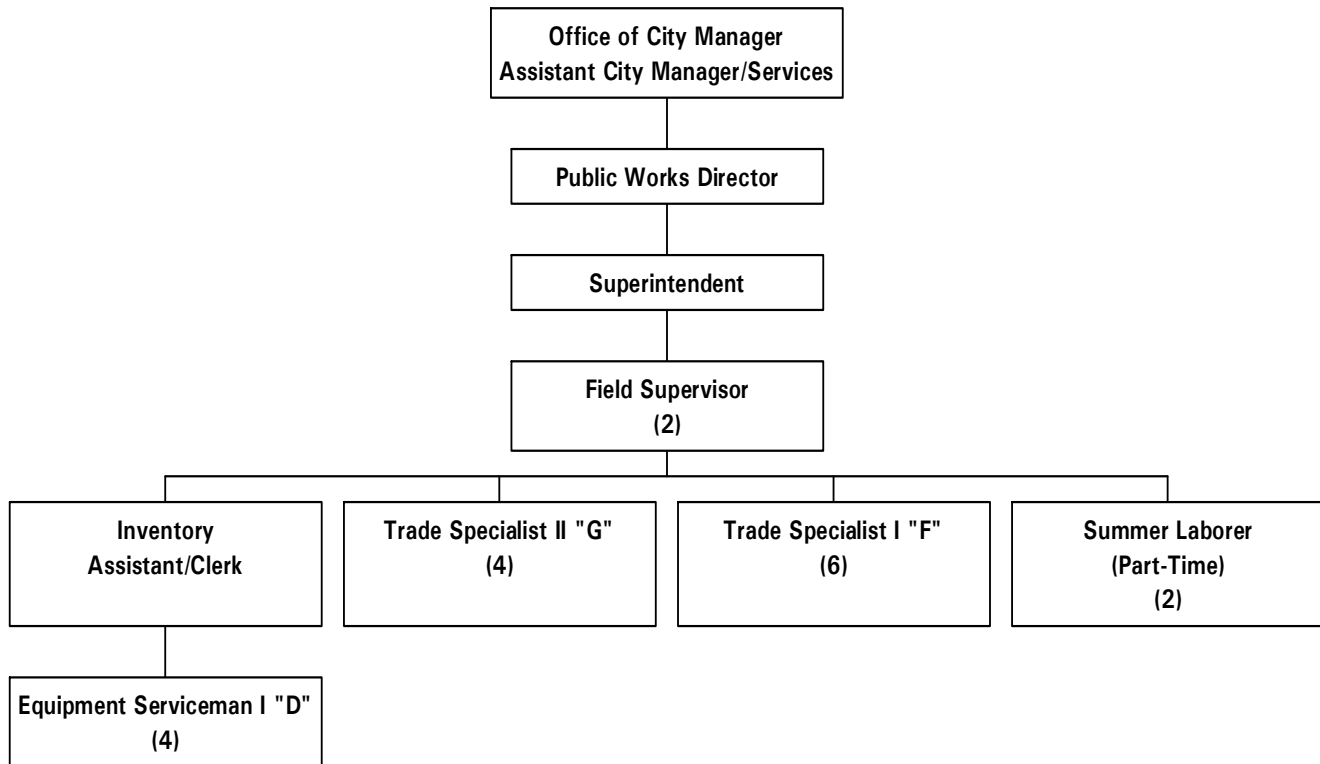 Office of City Manager
Assistant City Manager/Services
Public Works Director
Superintendent
Field Supervisor
(2)
Inventory
Assistant/Clerk
Trade Specialist II "G"
(4)
Trade Specialist I "F"
(6)
Summer Laborer
(Part-Time)
(2)
Equipment Serviceman I "D"
(4)